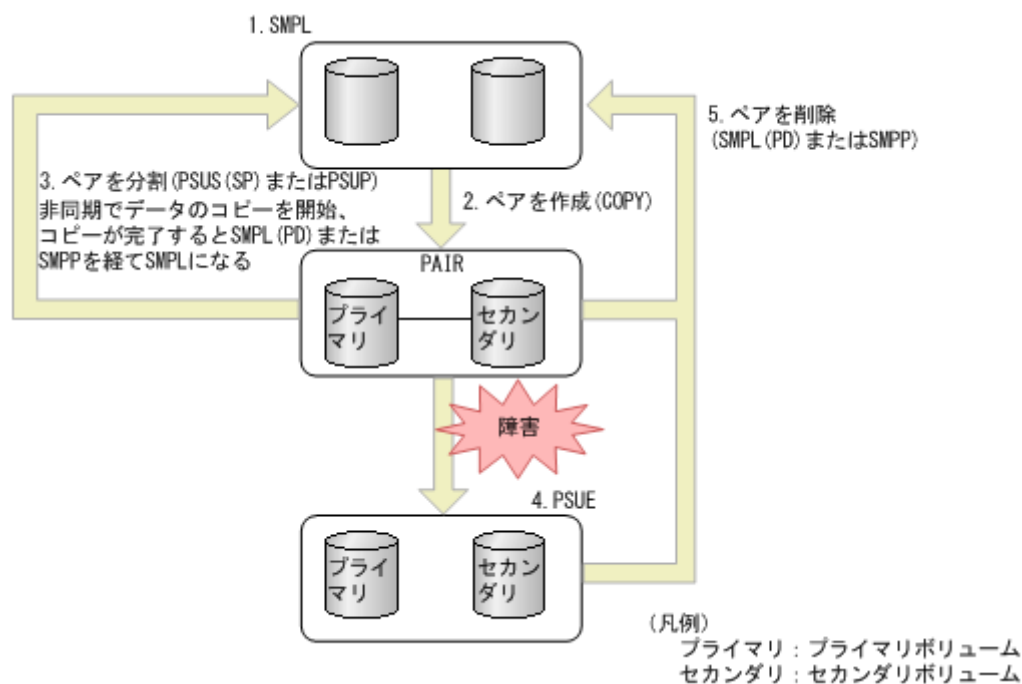 1. SMPL
5. ペアを削除
(SMPL(PD)またはSMPP)
3. ペアを分割(PSUS(SP)またはPSUP)
非同期でデータのコピーを開始、
コピーが完了するとSMPL(PD)または
SMPPを経てSMPLになる
2. ペアを作成(COPY)
PAIR
プライ
マリ
セカン
ダリ
障害
4. PSUE
プライ
マリ
セカン
ダリ
(凡例)
プライマリ：プライマリボリューム
セカンダリ：セカンダリボリューム